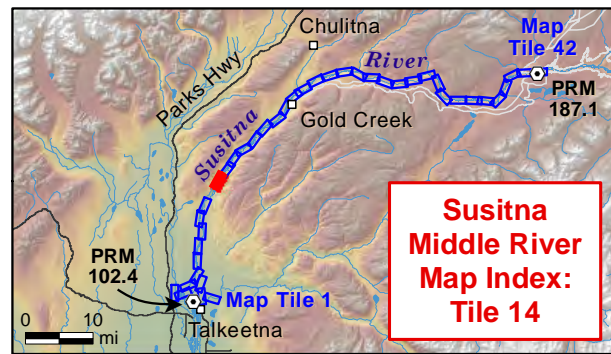 Chulitna
Map
Tile 42
River
Parks Hwy
PRM
187.1
Gold Creek
Susitna
Susitna
Middle River
Map Index:
Tile 14
PRM
102.4
Map Tile 1
0 10
mi
Talkeetna